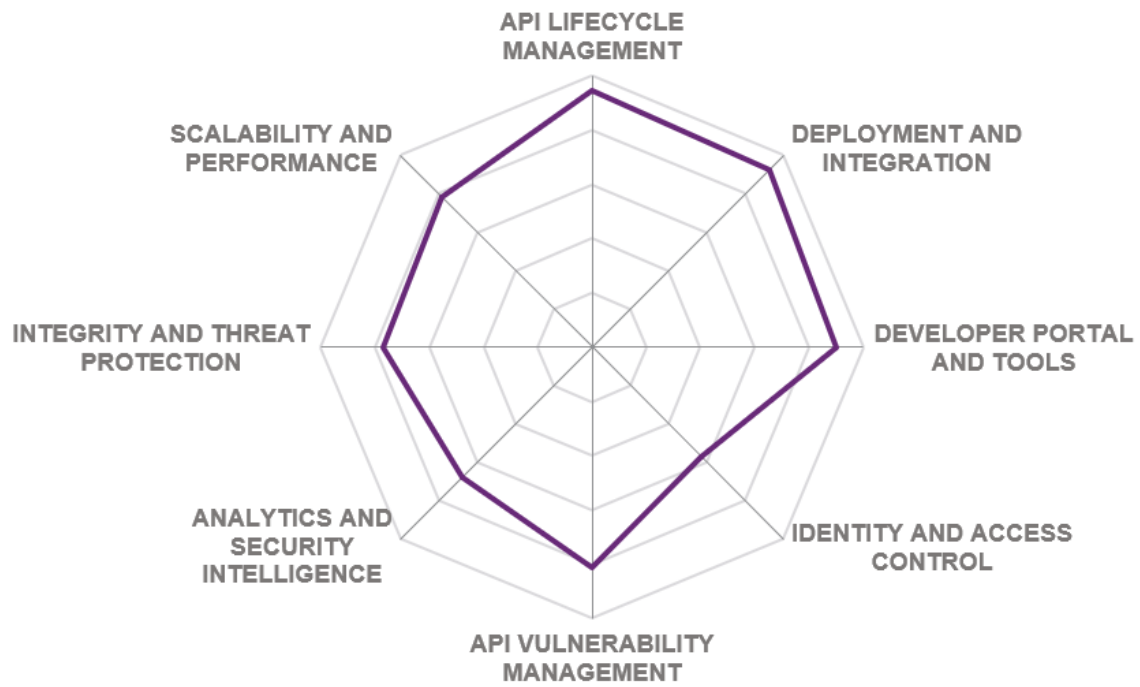 API LIFECYCLE
MANAGEMENT
DEPLOYMENT AND
INTEGRATION
DEVELOPER PORTAL
AND TOOLS
IDENTITY AND ACCESS
CONTROL
API VULNERABILITY
MANAGEMENT
ANALYTICS AND
SECURITY
INTELLIGENCE
INTEGRITY AND THREAT
PROTECTION
SCALABILITY AND
PERFORMANCE